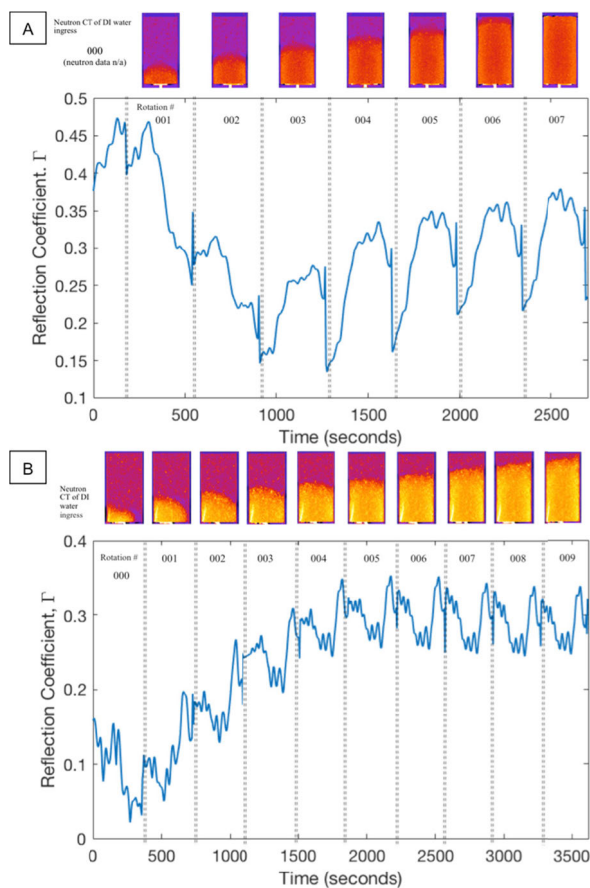 A
Neutron CT of DI water
ingress
000
(neutron data n/a)
Rotation #
001 002 003 004 005 006 007
0.5
0.45
0.4
0.35
0.3
0.25
0.2
0.15
0.1
Reflection Coefficient, Γ
0 500 1000 1500 2000 2500
Time (seconds)
B
Neutron
CT of DI
water
ingress
Rotation #
000 001 002 003 004 005 006 007 008 009
0.4
0.3
0.2
0.1
0
Reflection Coefficient, Γ
0 500 1000 1500 2000 2500 3000 3500
Time (seconds)